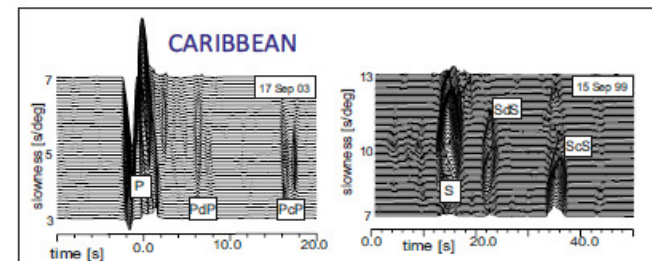 CARIBBEAN
7
17 Sep 03
slowness [s/deg]
5
P
PdP
PcP
3
0.0
10.0
20.0
time [s]
13
15 Sep 99
SdS
slowness [s/deg]
10
ScS
S
7
0.0
20.0
40.0
time [s]